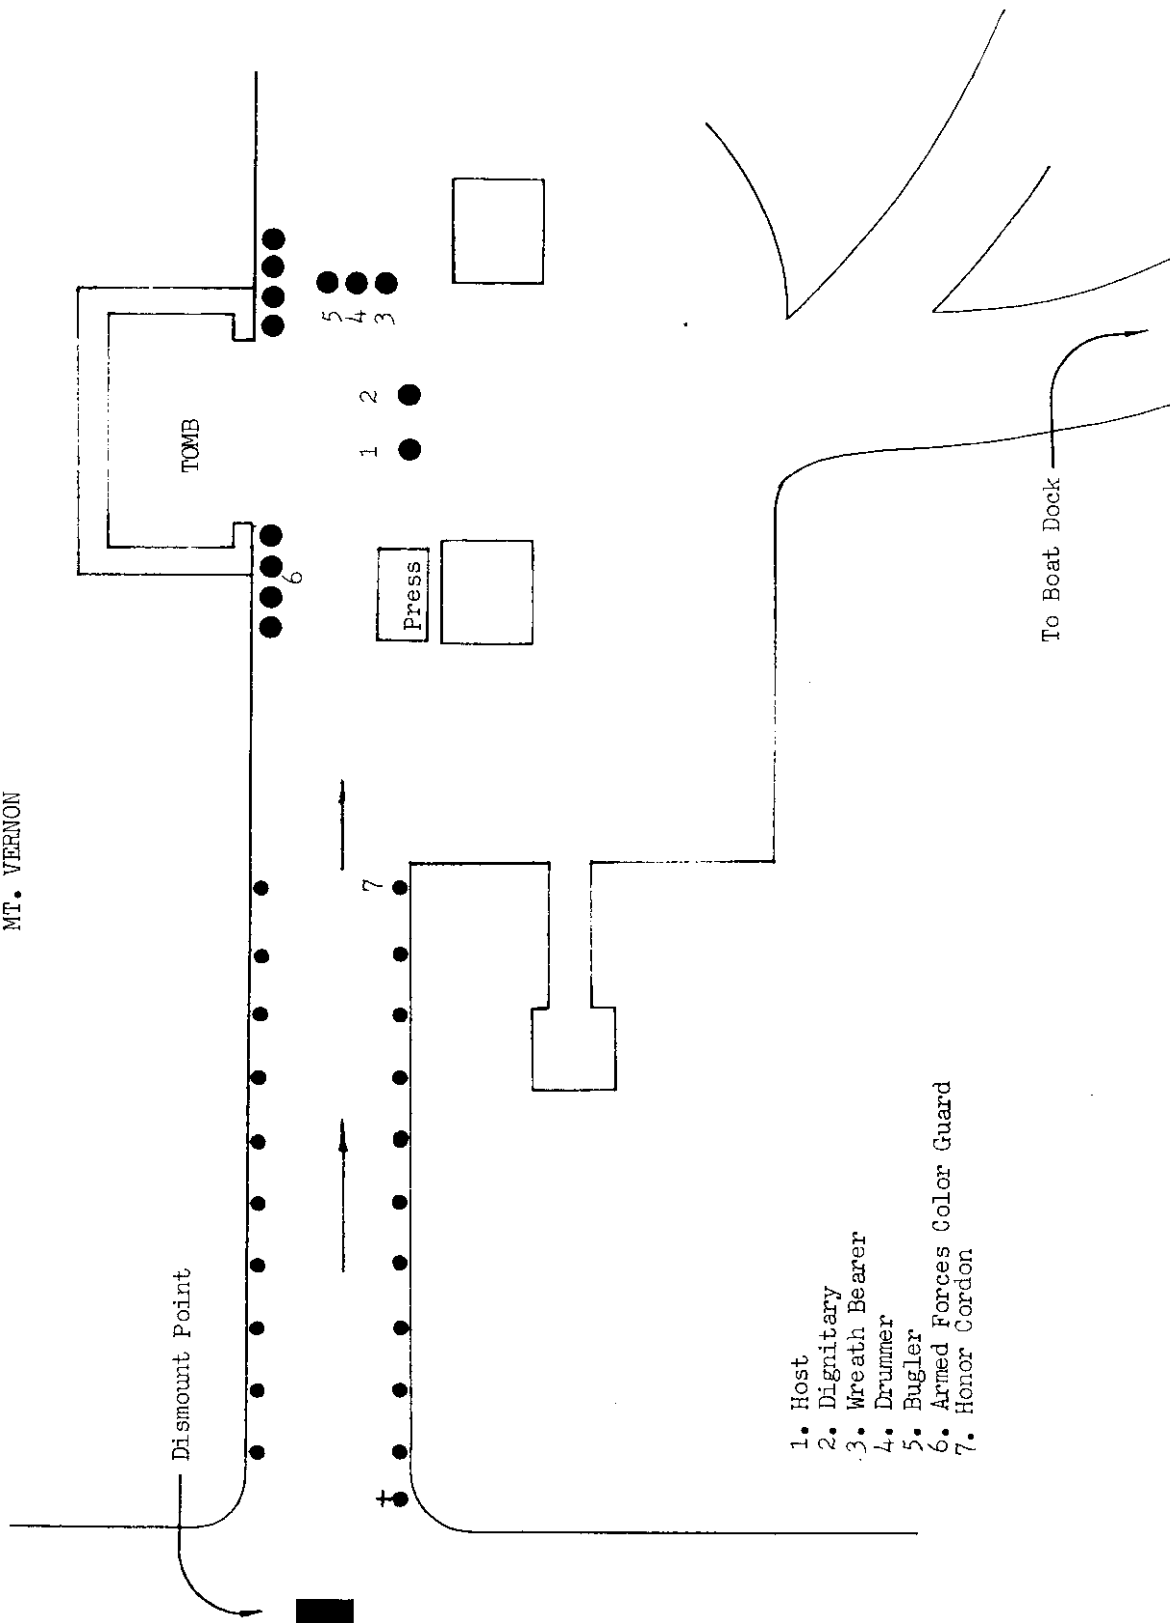 MT. VERNON
Dismount Point
TOMB
6
5
4
3
1
2
Press
7
To Boat Dock
1. Host
2. Dignitary
3. Wreath Bearer
4. Drummer
5. Bugler
6. Armed Forces Color Guard
7. Honor Cordon